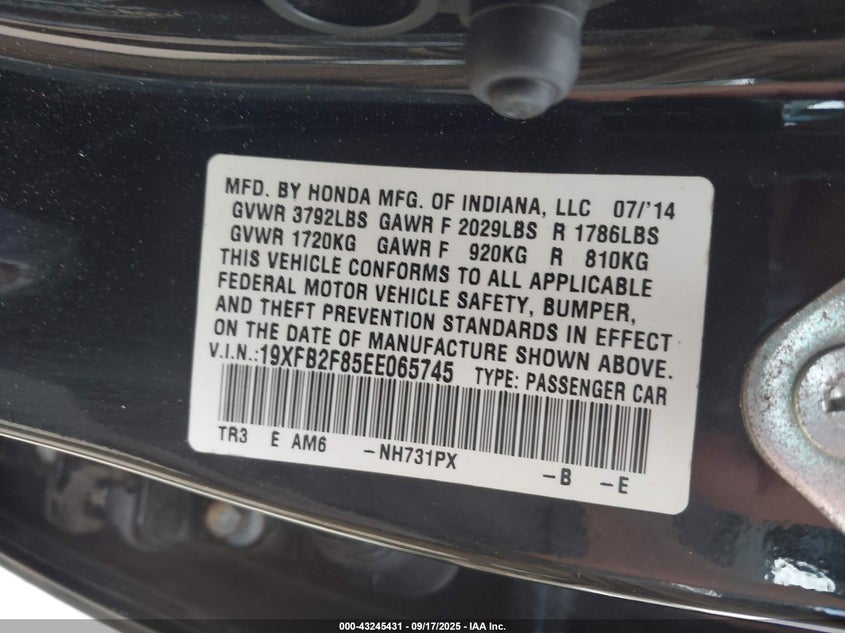 MFD. BY HONDA MFG. OF INDIANA, LLC 07/'14
GVWR 3792LBS GAWR F 2029LBS R 1786LBS
GVWR 1720KG GAWR F 920KG R 810KG
THIS VEHICLE CONFORMS TO ALL APPLICABLE
FEDERAL MOTOR VEHICLE SAFETY, BUMPER,
AND THEFT PREVENTION STANDARDS IN EFFECT
ON THE DATE OF MANUFACTURE SHOWN ABOVE.
V.I.N.:19XFB2F85EE065745 TYPE: PASSENGER CAR
TR3 E AM6 -NH731PX -B -E
000-43245431 - 09/17/2025 - IAA Inc.